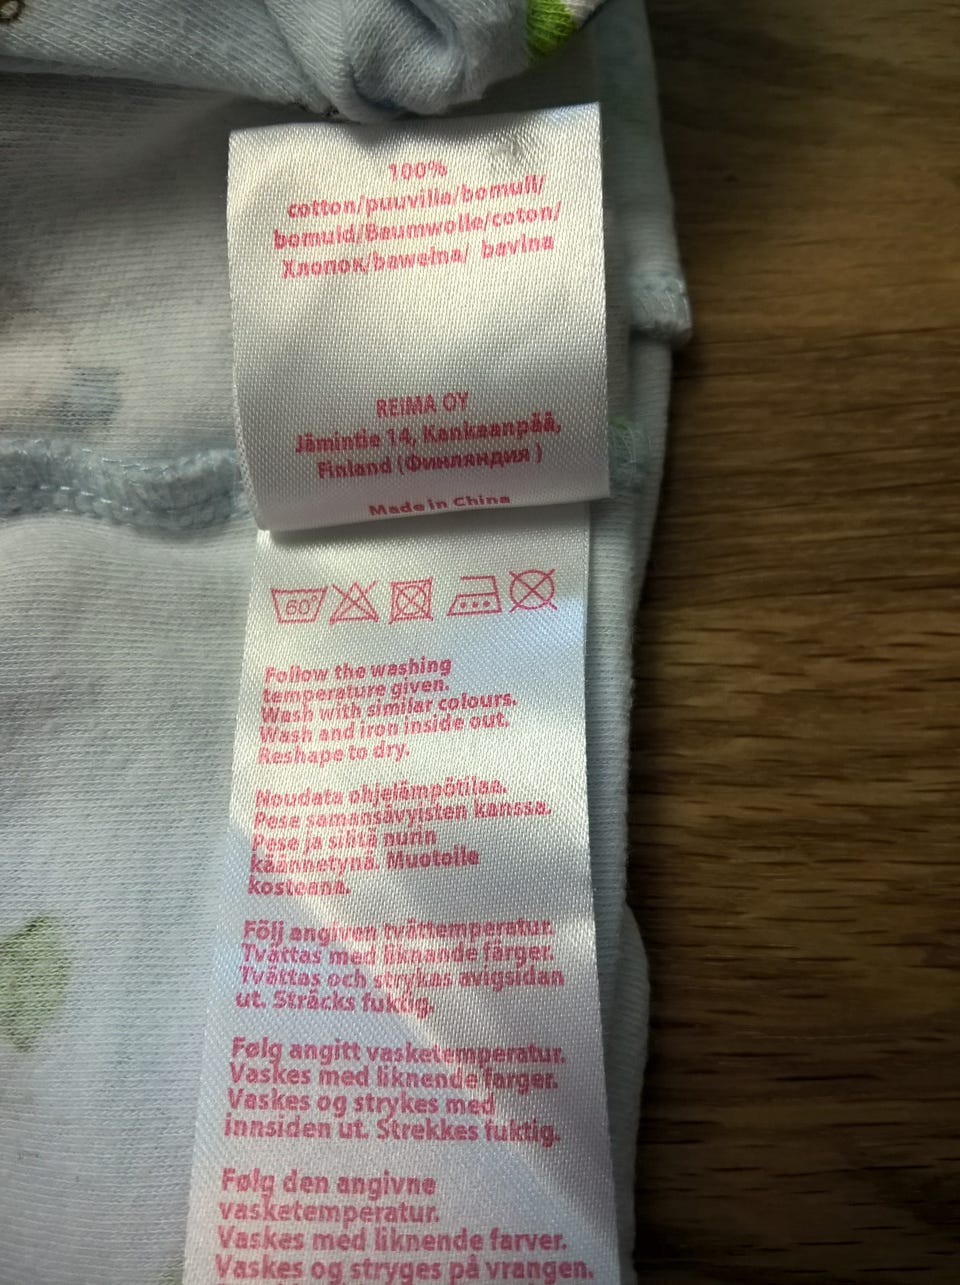 100%
cotton/puuvilla/bomull/
bomuld/Baumwolle/coton/
Хлопок/bawełna/ bavlna
REIMA OY
Jämintie 14, Kankaanpää,
Finland (Финляндия )
Made in China
60°
Follow the washing
temperature given.
Wash with similar colours.
Wash and iron inside out.
Reshape to dry.
Noudata ohjelämpötilaa.
Pese samansävyisten kanssa.
Pese ja silitä nurin
käännetynä. Muotoile
kosteana.
Följ angiven tvättemperatur.
Tvättas med liknande färger.
Tvättas och strykas avigsidan
ut. Sträcks fuktig.
Følg angitt vasketemperatur.
Vaskes med liknende farger.
Vaskes og strykes med
innsiden ut. Strekkes fuktig.
Følg den angivne
vasketemperatur.
Vaskes med liknende farver.
Vaskes og stryges på vrangen.